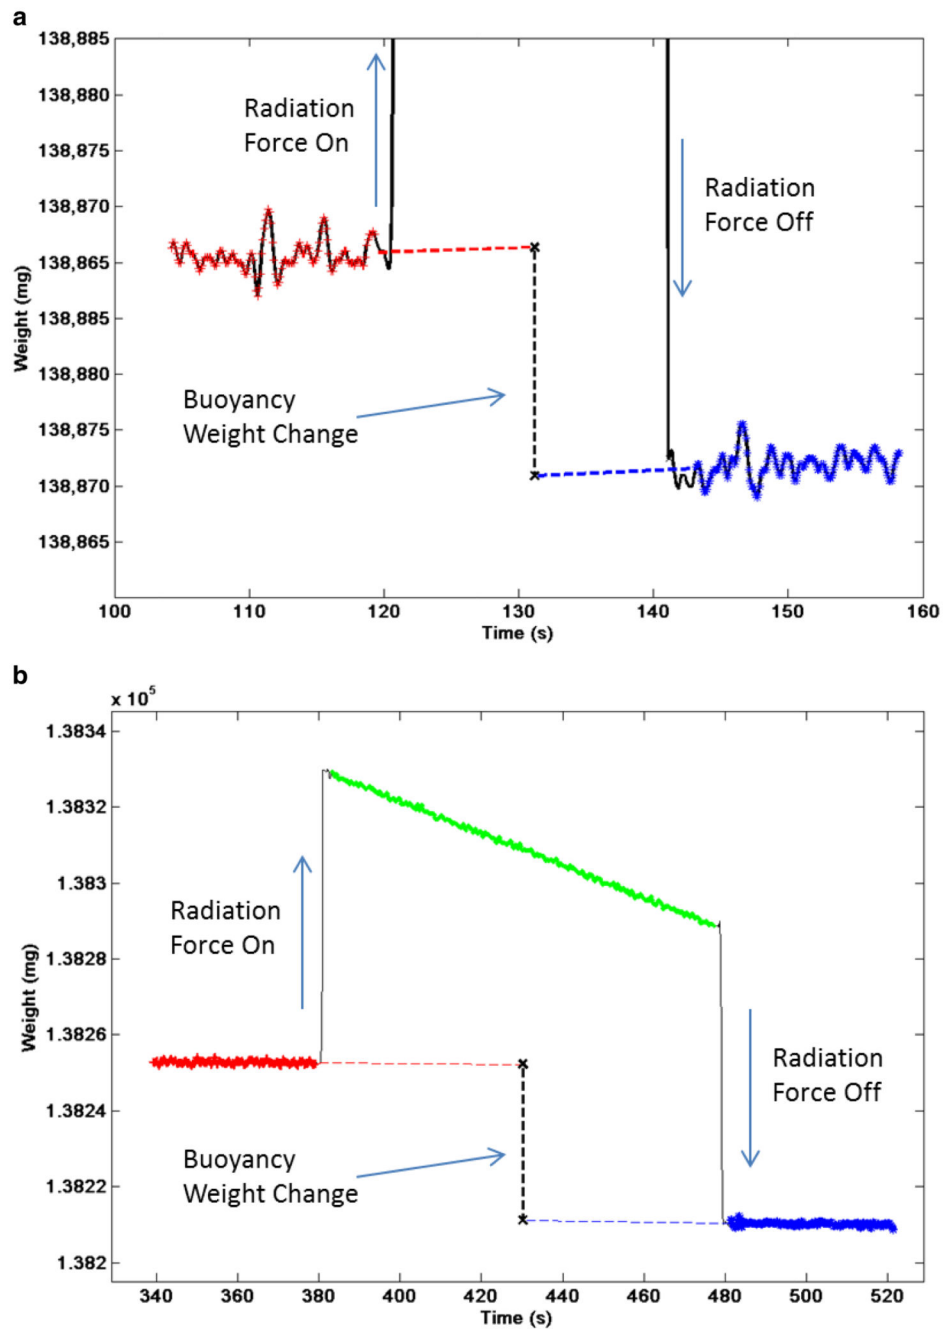 a
138,885
138,880
138,875
138,870
138,865
138,885
138,880
138,875
138,870
138,865
Weight (mg)
Radiation
Force On
Radiation
Force Off
Buoyancy
Weight Change
100 110 120 130 140 150 160
Time (s)
b
x 10⁵
1.3834
1.3832
1.383
1.3828
1.3826
1.3824
1.3822
1.382
Weight (mg)
Radiation
Force On
Radiation
Force Off
Buoyancy
Weight Change
340 360 380 400 420 440 460 480 500 520
Time (s)